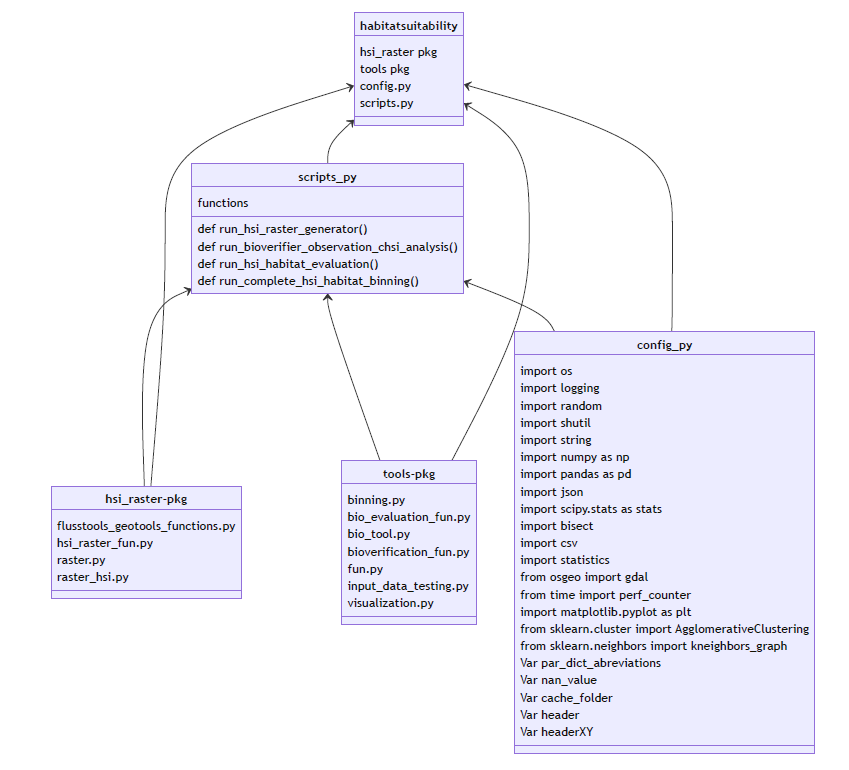 habitatsuitability
hsi_raster pkg
tools pkg
config.py
scripts.py
scripts_py
functions
def run_hsi_raster_generator()
def run_bioverifier_observation_chsi_analysis()
def run_hsi_habitat_evaluation()
def run_complete_hsi_habitat_binning()
hsi_raster-pkg
flusstools_geotools_functions.py
hsi_raster_fun.py
raster.py
raster_hsi.py
tools-pkg
binning.py
bio_evaluation_fun.py
bio_tool.py
bioverification_fun.py
fun.py
input_data_testing.py
visualization.py
config_py
import os
import logging
import random
import shutil
import string
import numpy as np
import pandas as pd
import json
import scipy.stats as stats
import bisect
import csv
import statistics
from osgeo import gdal
from time import perf_counter
import matplotlib.pyplot as plt
from sklearn.cluster import AgglomerativeClustering
from sklearn.neighbors import kneighbors_graph
Var par_dict_abreviations
Var nan_value
Var cache_folder
Var header
Var headerXY